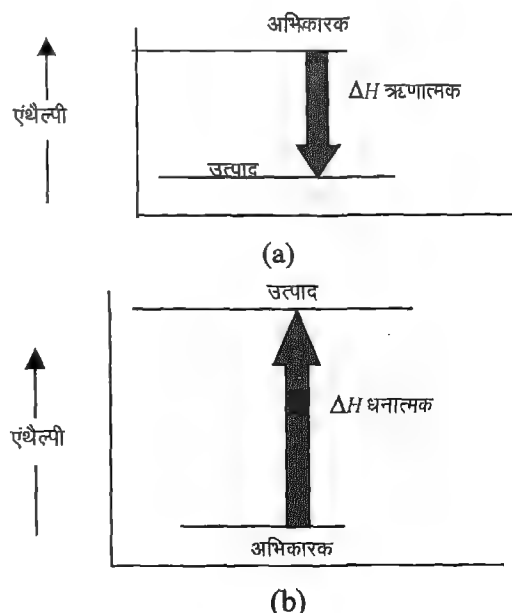 अभिकारक
एंथैल्पी
ΔH ऋणात्मक
उत्पाद
(a)
उत्पाद
एंथैल्पी
ΔH धनात्मक
अभिकारक
(b)